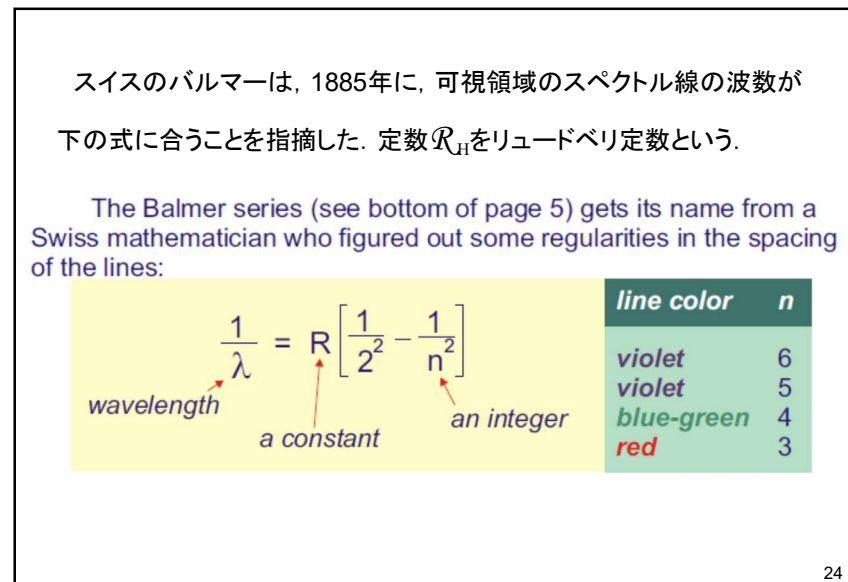 スイスのバルマーは，1885年に，可視領域のスペクトル線の波数が
下の式に合うことを指摘した．定数ℛ_Hをリュードベリ定数という．
The Balmer series (see bottom of page 5) gets its name from a
Swiss mathematician who figured out some regularities in the spacing
of the lines:
1/λ = R[1/2² − 1/n²]
wavelength
a constant
an integer
line color n
violet 6
violet 5
blue-green 4
red 3
24